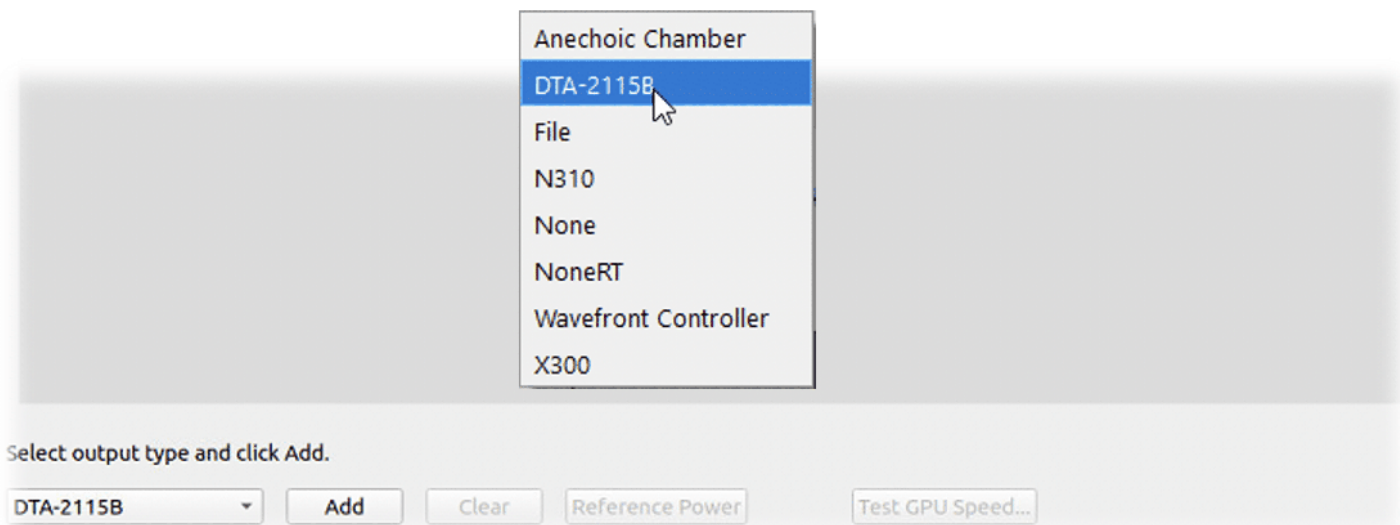 Anechoic Chamber
DTA-2115B
File
N310
None
NoneRT
Wavefront Controller
X300
Select output type and click Add.
DTA-2115B Add Clear Reference Power Test GPU Speed...